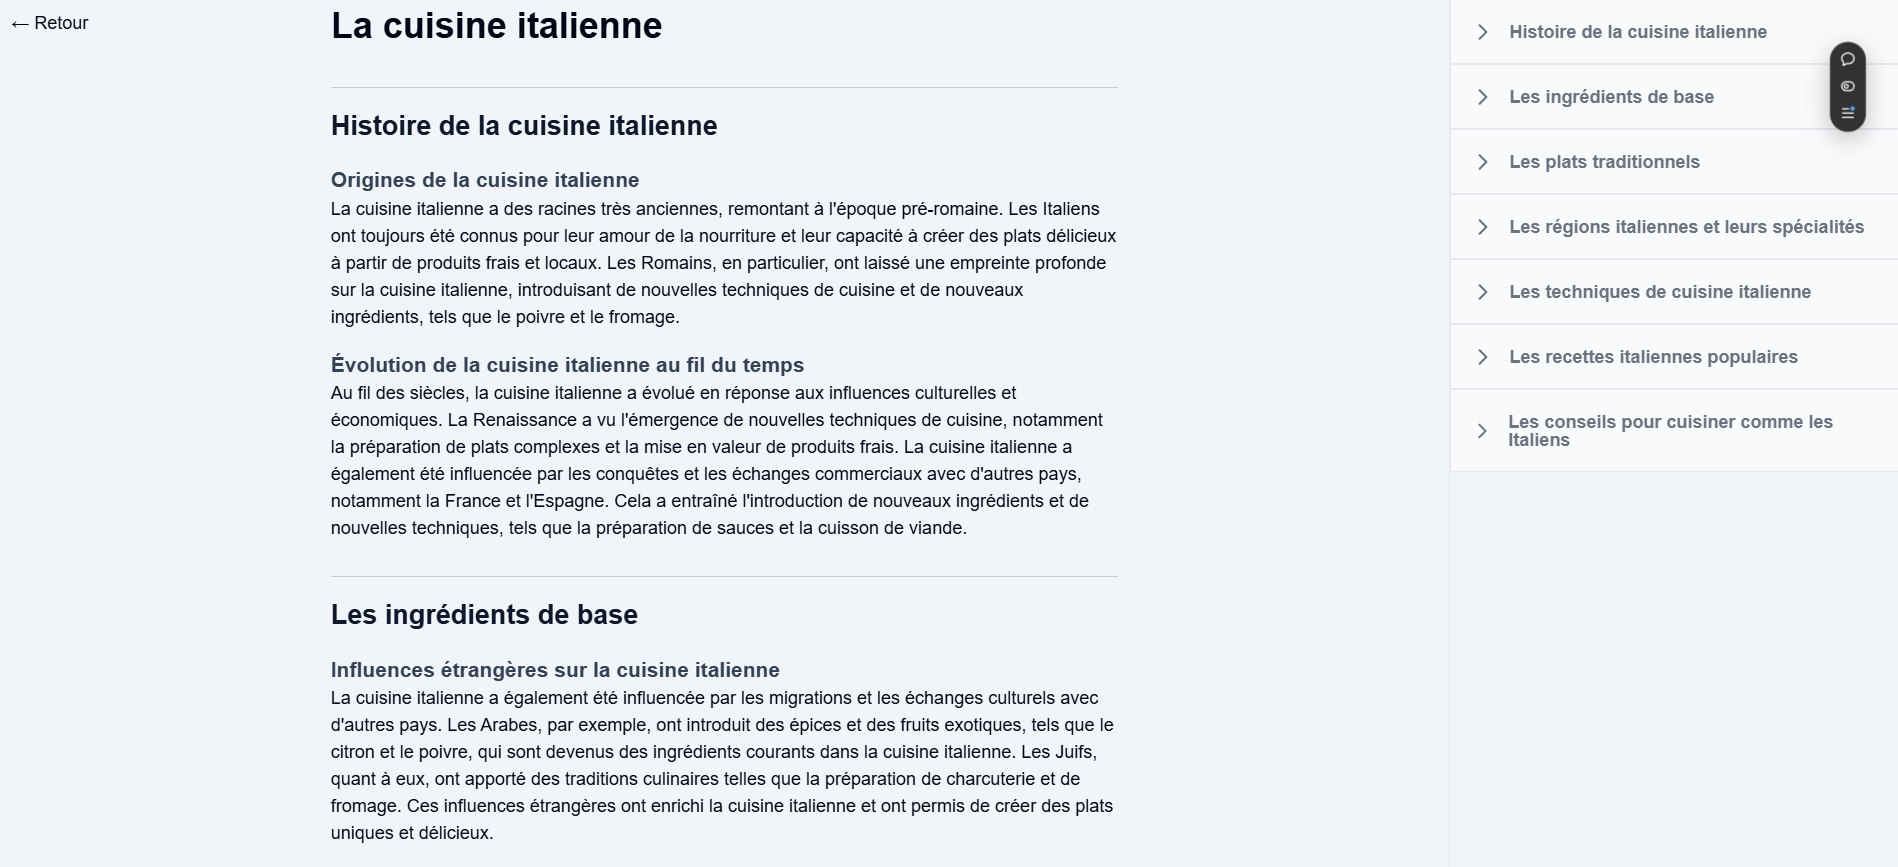 ← Retour
La cuisine italienne
Histoire de la cuisine italienne
Origines de la cuisine italienne
La cuisine italienne a des racines très anciennes, remontant à l'époque pré-romaine. Les Italiens
ont toujours été connus pour leur amour de la nourriture et leur capacité à créer des plats délicieux
à partir de produits frais et locaux. Les Romains, en particulier, ont laissé une empreinte profonde
sur la cuisine italienne, introduisant de nouvelles techniques de cuisine et de nouveaux
ingrédients, tels que le poivre et le fromage.
Évolution de la cuisine italienne au fil du temps
Au fil des siècles, la cuisine italienne a évolué en réponse aux influences culturelles et
économiques. La Renaissance a vu l'émergence de nouvelles techniques de cuisine, notamment
la préparation de plats complexes et la mise en valeur de produits frais. La cuisine italienne a
également été influencée par les conquêtes et les échanges commerciaux avec d'autres pays,
notamment la France et l'Espagne. Cela a entraîné l'introduction de nouveaux ingrédients et de
nouvelles techniques, tels que la préparation de sauces et la cuisson de viande.
Les ingrédients de base
Influences étrangères sur la cuisine italienne
La cuisine italienne a également été influencée par les migrations et les échanges culturels avec
d'autres pays. Les Arabes, par exemple, ont introduit des épices et des fruits exotiques, tels que le
citron et le poivre, qui sont devenus des ingrédients courants dans la cuisine italienne. Les Juifs,
quant à eux, ont apporté des traditions culinaires telles que la préparation de charcuterie et de
fromage. Ces influences étrangères ont enrichi la cuisine italienne et ont permis de créer des plats
uniques et délicieux.
Histoire de la cuisine italienne
Les ingrédients de base
Les plats traditionnels
Les régions italiennes et leurs spécialités
Les techniques de cuisine italienne
Les recettes italiennes populaires
Les conseils pour cuisiner comme les
Italiens